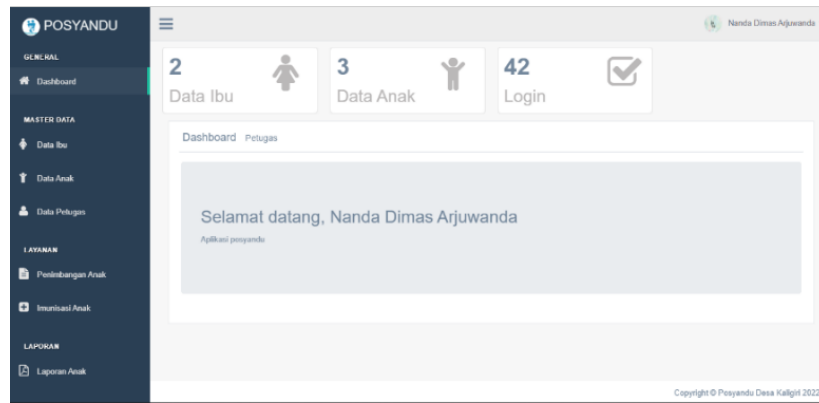 POSYANDU
Nanda Dimas Arjuwanda
GENERAL
Dashboard
MASTER DATA
Data Ibu
Data Anak
Data Petugas
LAYANAN
Penimbangan Anak
Imunisasi Anak
LAPORAN
Laporan Anak
2
Data Ibu
3
Data Anak
42
Login
Dashboard Petugas
Selamat datang, Nanda Dimas Arjuwanda
Aplikasi posyandu
Copyright © Posyandu Desa Kaligiri 2022